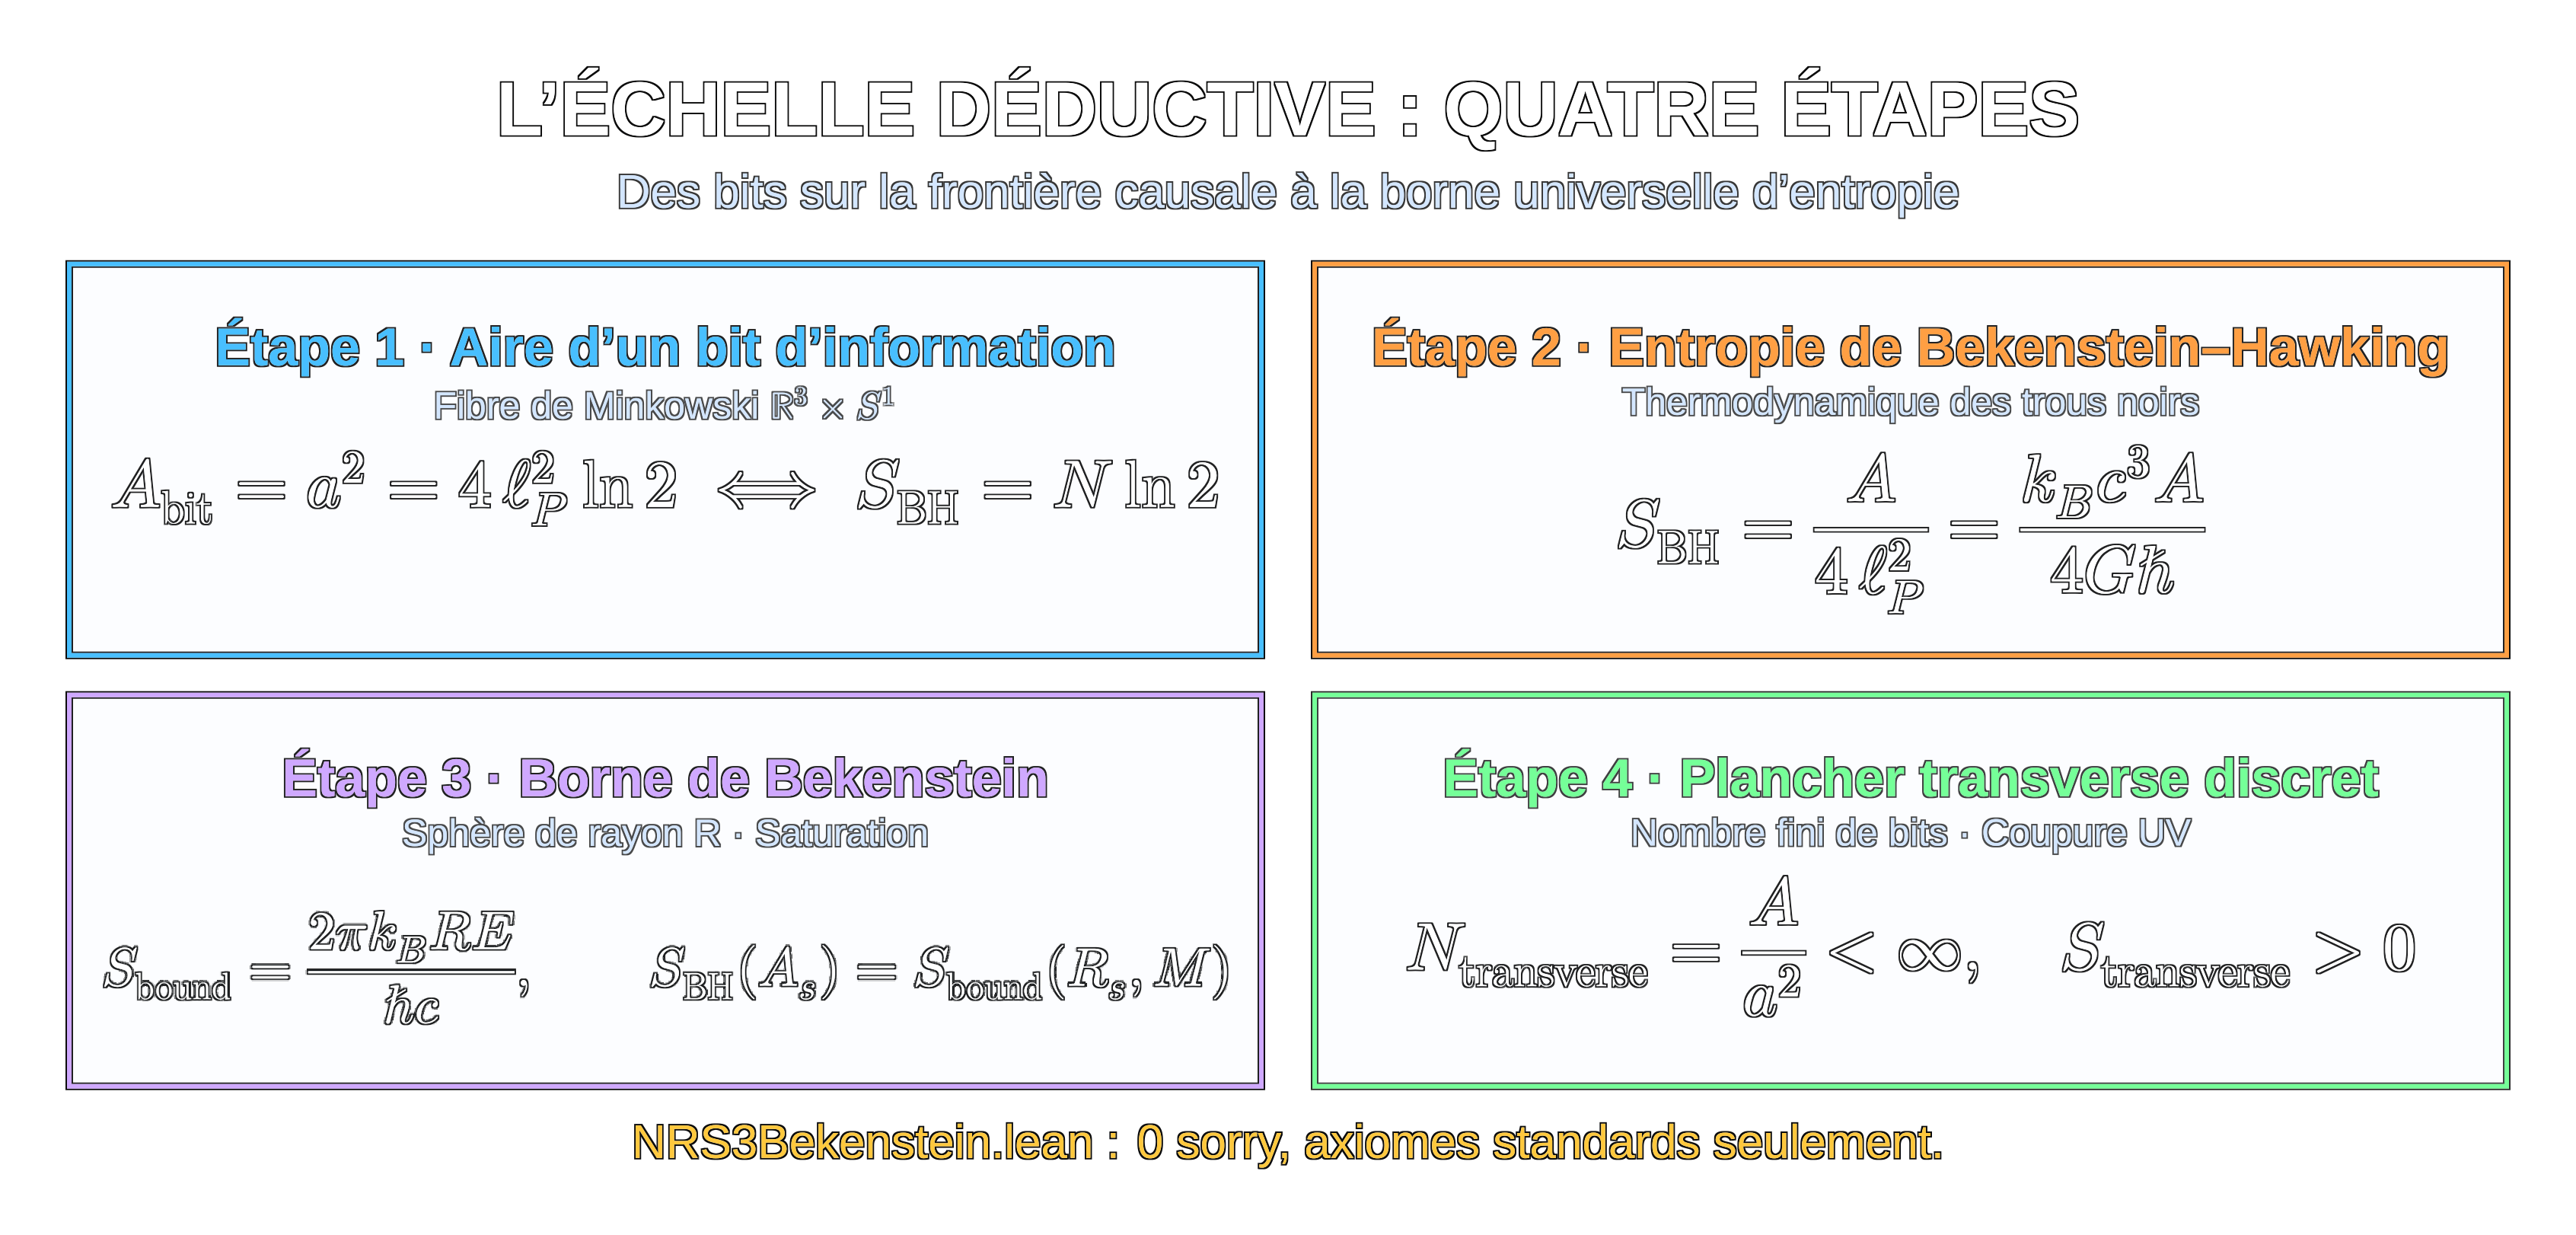 L’ÉCHELLE DÉDUCTIVE : QUATRE ÉTAPES
Des bits sur la frontière causale à la borne universelle d’entropie
Étape 1 · Aire d’un bit d’information
Fibre de Minkowski ℝ³ × S¹
A_bit = a² = 4 ℓ_P² ln 2 ⟺ S_BH = N ln 2
Étape 2 · Entropie de Bekenstein–Hawking
Thermodynamique des trous noirs
S_BH = A / (4 ℓ_P²) = k_B c³ A / (4Għ)
Étape 3 · Borne de Bekenstein
Sphère de rayon R · Saturation
S_bound = 2πk_B RE / (ħc), S_BH(A_s) = S_bound(R_s, M)
Étape 4 · Plancher transverse discret
Nombre fini de bits · Coupure UV
N_transverse = A / a² < ∞, S_transverse > 0
NRS3Bekenstein.lean : 0 sorry, axiomes standards seulement.